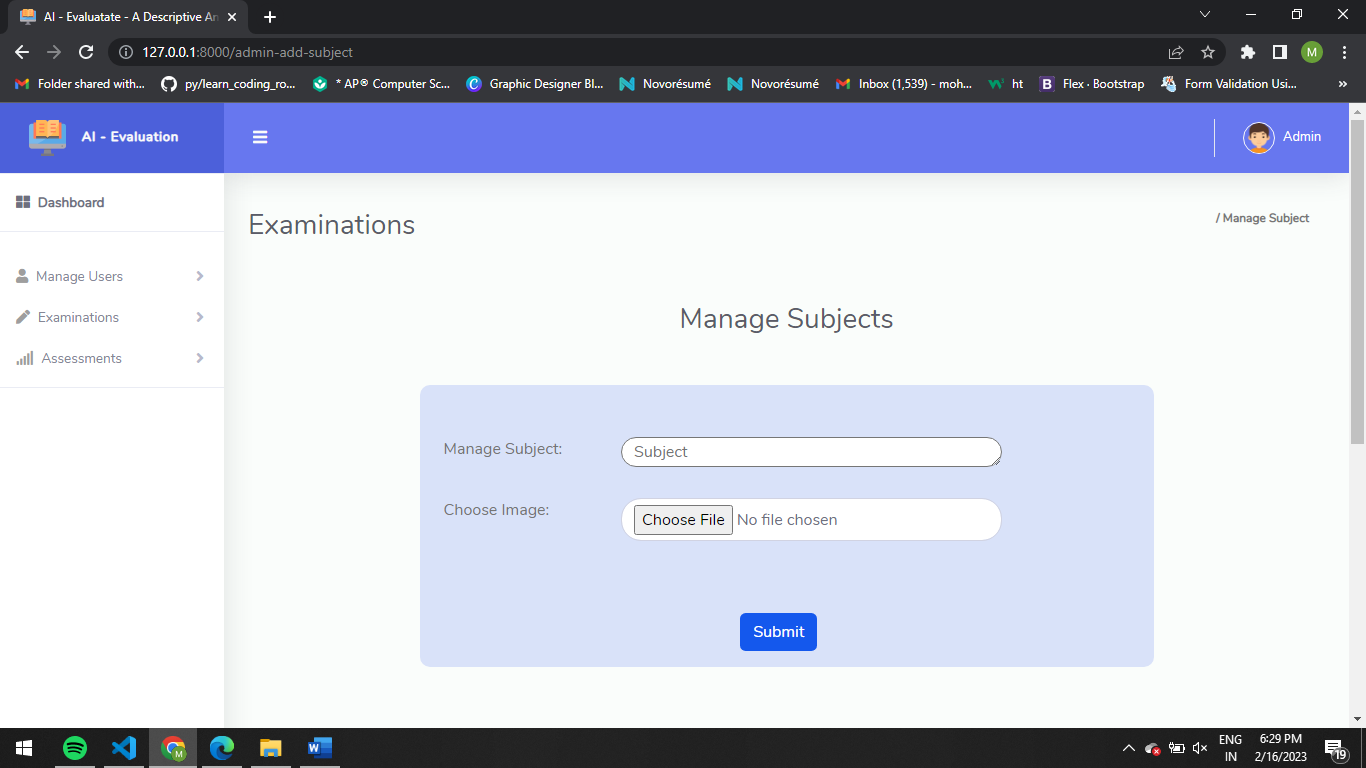 AI - Evaluatate - A Descriptive An
127.0.0.1:8000/admin-add-subject
M
Folder shared with...
py/learn_coding_ro...
* AP® Computer Sc...
Graphic Designer Bl...
Novorésumé
Novorésumé
Inbox (1,539) - moh...
ht
Flex · Bootstrap
Form Validation Usi...
»
AI - Evaluation
Admin
Dashboard
Manage Users
Examinations
Assessments
Examinations
/ Manage Subject
Manage Subjects
Manage Subject:
Subject
Choose Image:
Choose File No file chosen
Submit
ENG
IN
6:29 PM
2/16/2023
19